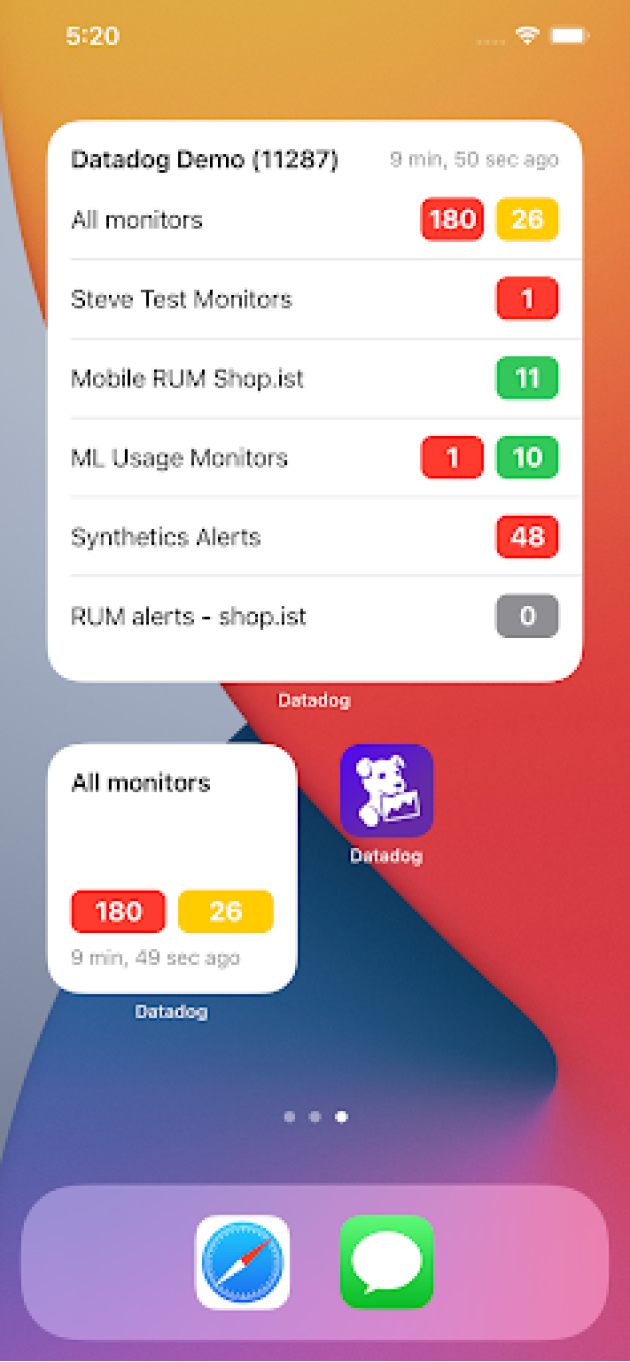 5:20
Datadog Demo (11287) 9 min, 50 sec ago
All monitors 180 26
Steve Test Monitors 1
Mobile RUM Shop.ist 11
ML Usage Monitors 1 10
Synthetics Alerts 48
RUM alerts - shop.ist 0
Datadog
All monitors
180 26
9 min, 49 sec ago
Datadog
Datadog